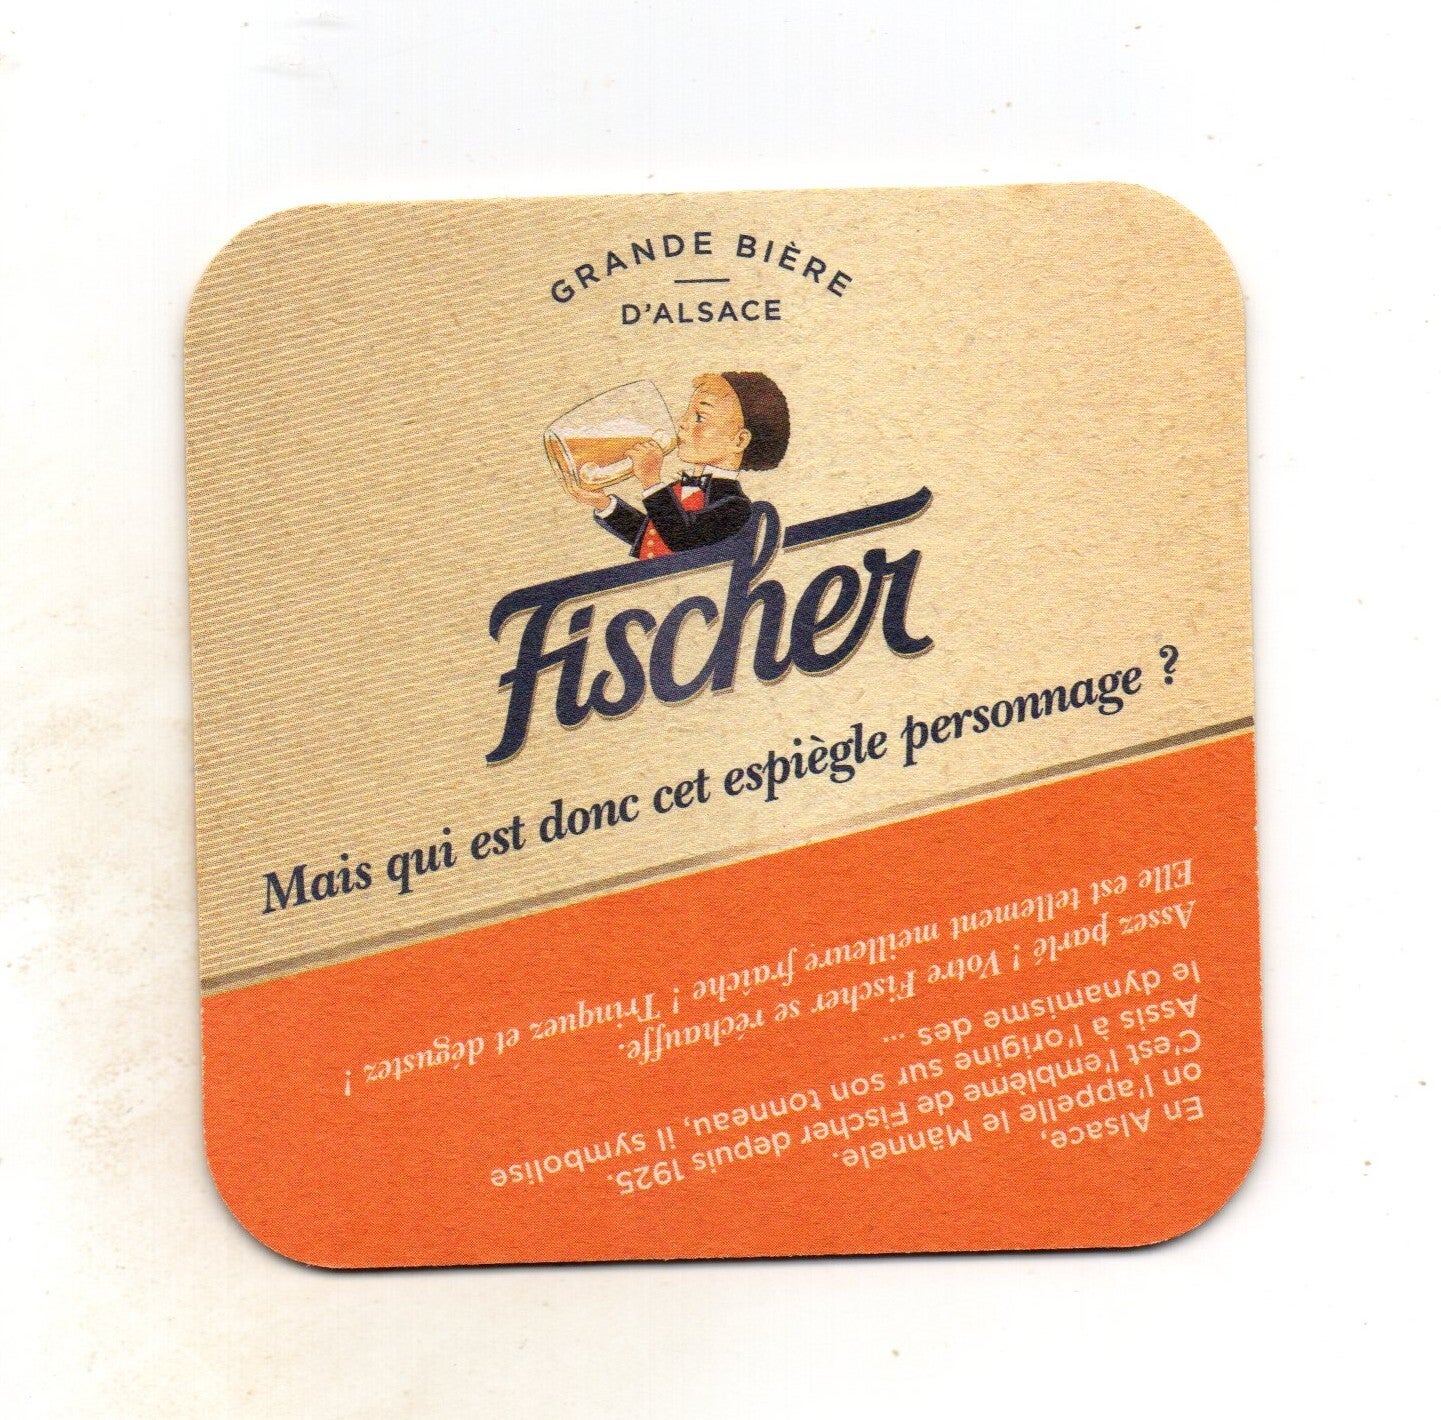 GRANDE BIÈRE
D'ALSACE
Fischer
Mais qui est donc cet espiègle personnage ?
En Alsace,
on l'appelle le Männele.
C'est l'emblème de Fischer depuis 1925.
Assis à l'origine sur son tonneau, il symbolise
le dynamisme des ...
Assez parlé ! Votre Fischer se réchauffe.
Elle est tellement meilleure fraîche ! Trinquez et dégustez !